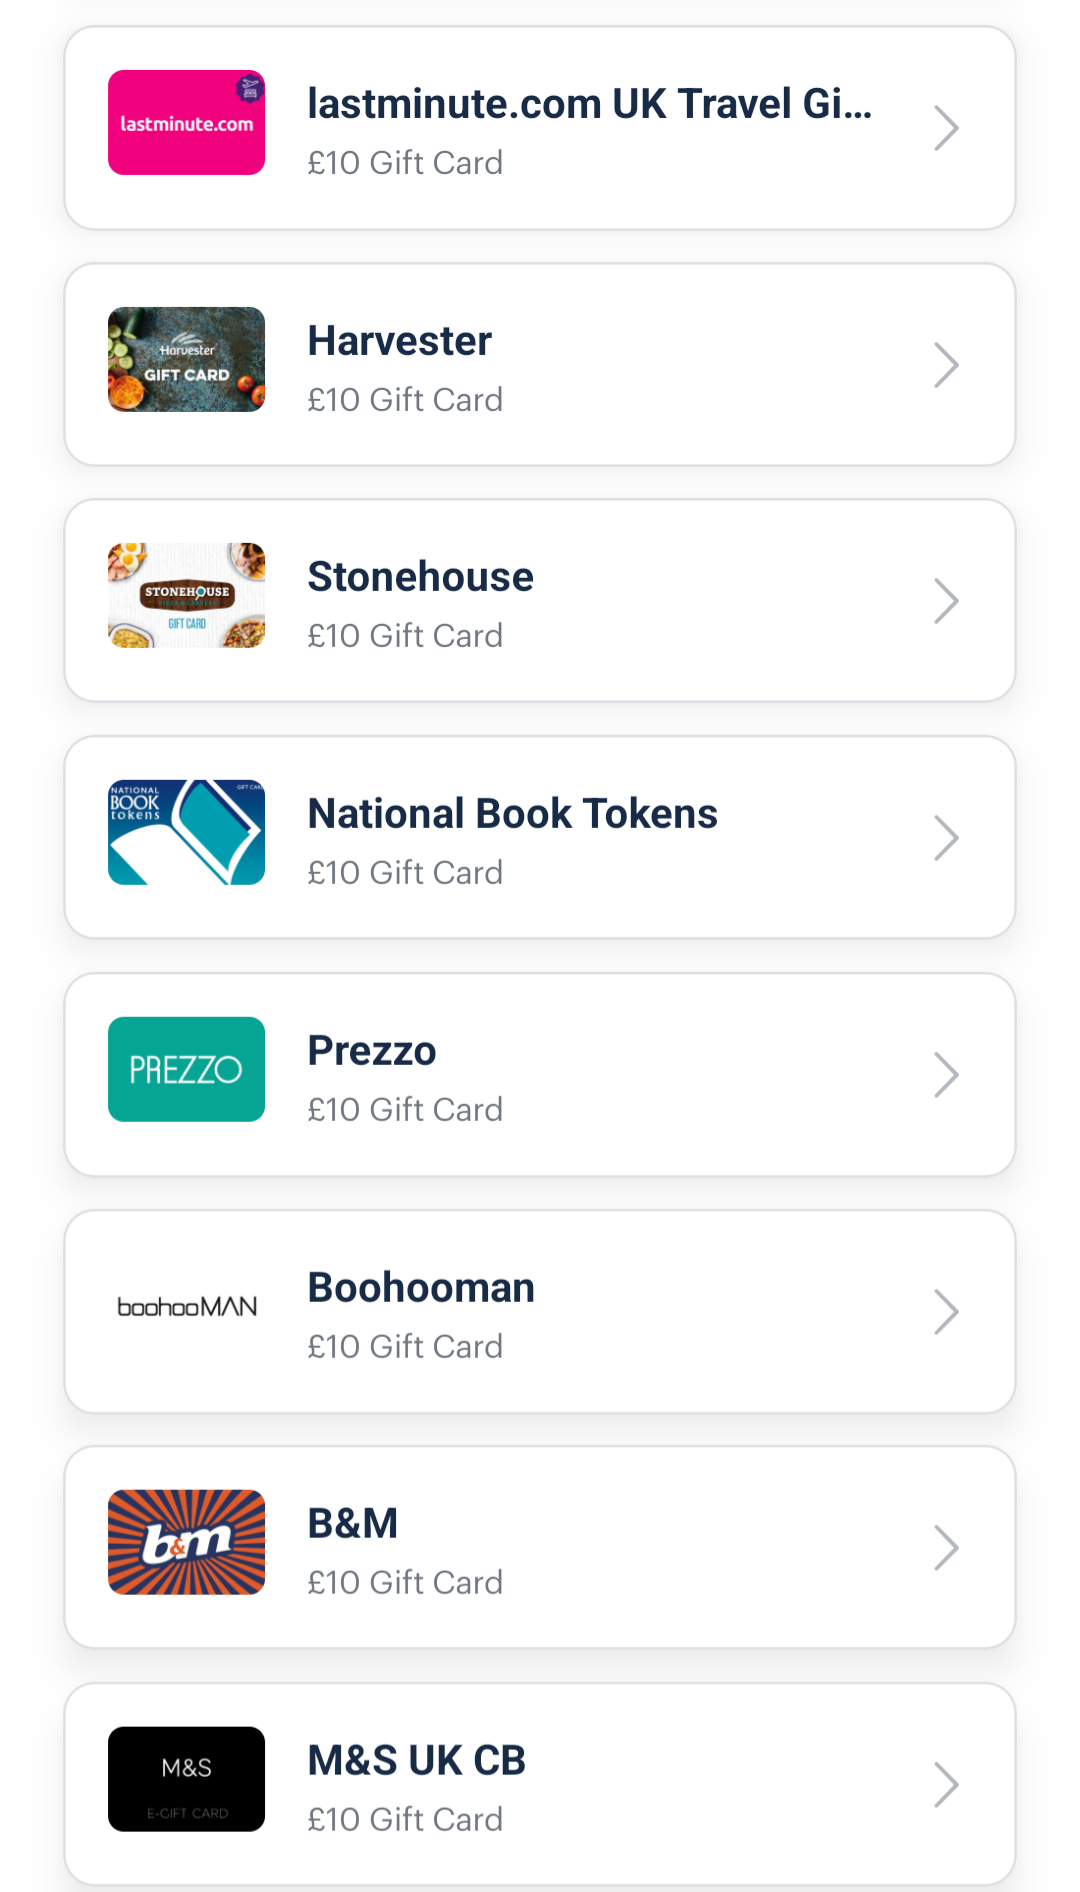 lastminute.com
lastminute.com UK Travel Gi...
£10 Gift Card
Harvester
GIFT CARD
Harvester
£10 Gift Card
STONEHOUSE
GIFT CARD
Stonehouse
£10 Gift Card
NATIONAL
BOOK
tokens
GIFT CAR
National Book Tokens
£10 Gift Card
PREZZO
Prezzo
£10 Gift Card
boohooMAN
Boohooman
£10 Gift Card
b&m
B&M
£10 Gift Card
M&S
E-GIFT CARD
M&S UK CB
£10 Gift Card